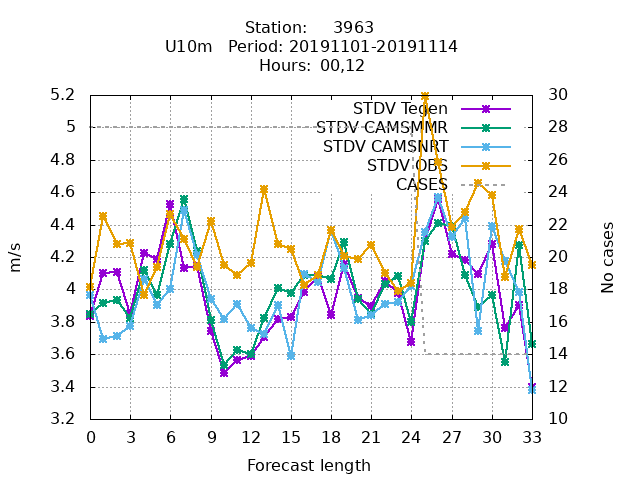 Station: 3963
U10m Period: 20191101-20191114
Hours: 00,12
5.2 30
STDV Tegen
5 STDV CAMSMMR 28
STDV CAMSNRT
4.8 26
STDV OBS
CASES
4.6 24
4.4 22
4.2 20
m/s
No cases
4 18
3.8 16
3.6 14
3.4 12
3.2 10
0 3 6 9 12 15 18 21 24 27 30 33
Forecast length